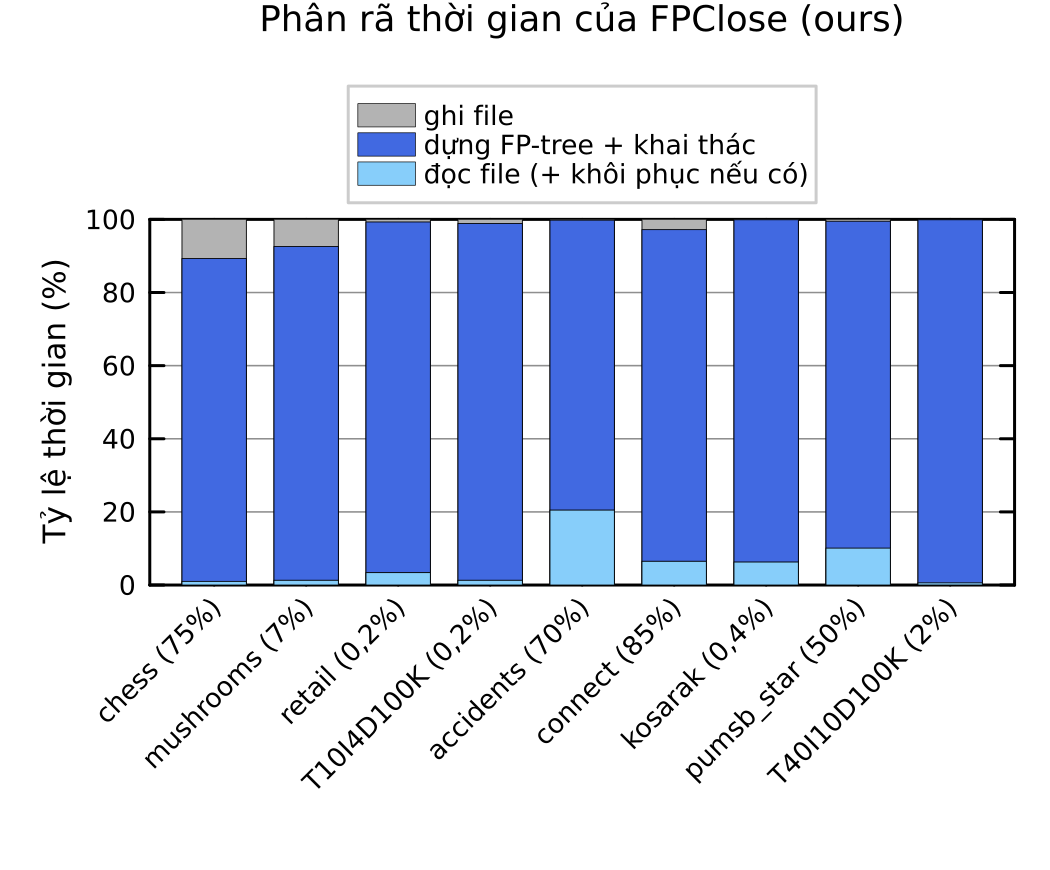 Phân rã thời gian của FPClose (ours)
ghi file
dựng FP-tree + khai thác
đọc file (+ khôi phục nếu có)
Tỷ lệ thời gian (%)
100
80
60
40
20
0
chess (75%)
mushrooms (7%)
retail (0,2%)
T10I4D100K (0,2%)
accidents (70%)
connect (85%)
kosarak (0,4%)
pumsb_star (50%)
T40I10D100K (2%)